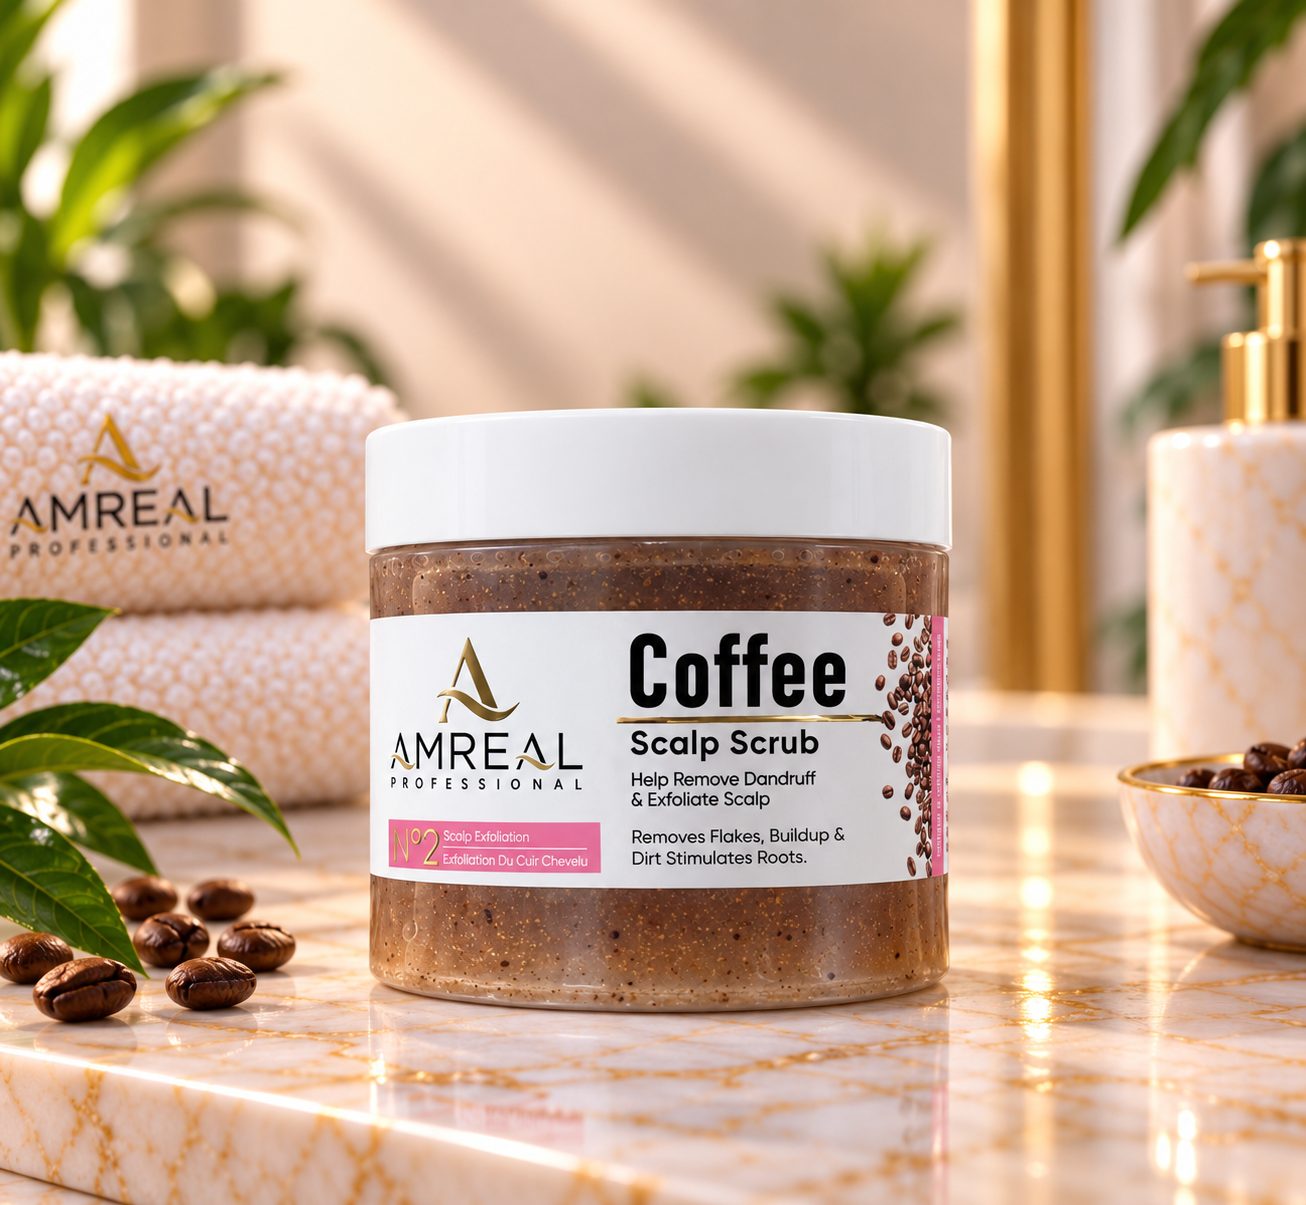 AMREAL
PROFESSIONAL
AMREAL
PROFESSIONAL
Nº2
Scalp Exfoliation
Exfoliation Du Cuir Chevelu
Coffee
Scalp Scrub
Help Remove Dandruff
& Exfoliate Scalp
Removes Flakes, Buildup &
Dirt Stimulates Roots.